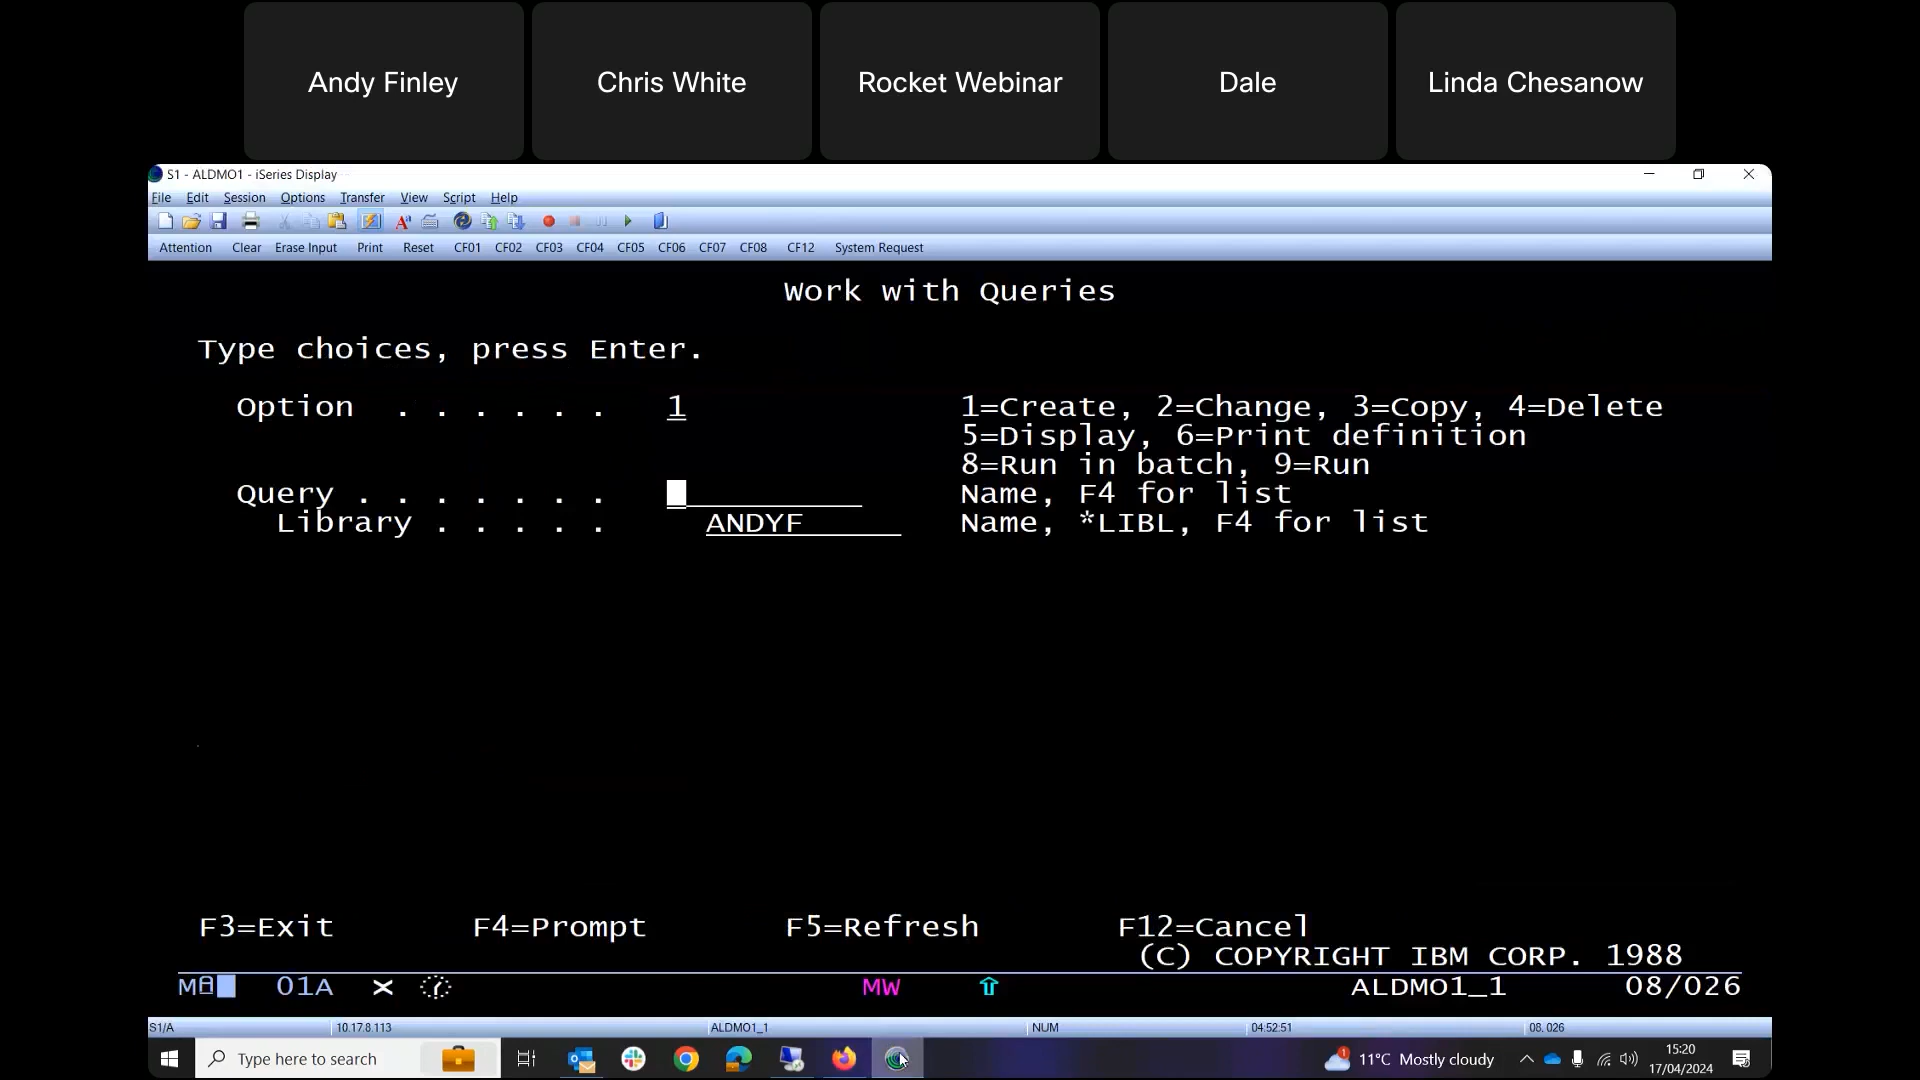 Andy Finley
Chris White
Rocket Webinar
Dale
Linda Chesanow
S1 - ALDMO1 - iSeries Display
File Edit Session Options Transfer View Script Help
Attention Clear Erase Input Print Reset CF01 CF02 CF03 CF04 CF05 CF06 CF07 CF08 CF12 System Request
Work with Queries
Type choices, press Enter.
Option . . . . . . 1 1=Create, 2=Change, 3=Copy, 4=Delete
5=Display, 6=Print definition
8=Run in batch, 9=Run
Query . . . . . . . Name, F4 for list
Library . . . . . ANDYF Name, *LIBL, F4 for list
F3=Exit F4=Prompt F5=Refresh F12=Cancel
(C) COPYRIGHT IBM CORP. 1988
01A MW ALDMO1_1 08/026
S1/A 10.17.8.113 ALDMO1_1 NUM 04:52:51 08, 026
Type here to search 11°C Mostly cloudy 15:20
17/04/2024